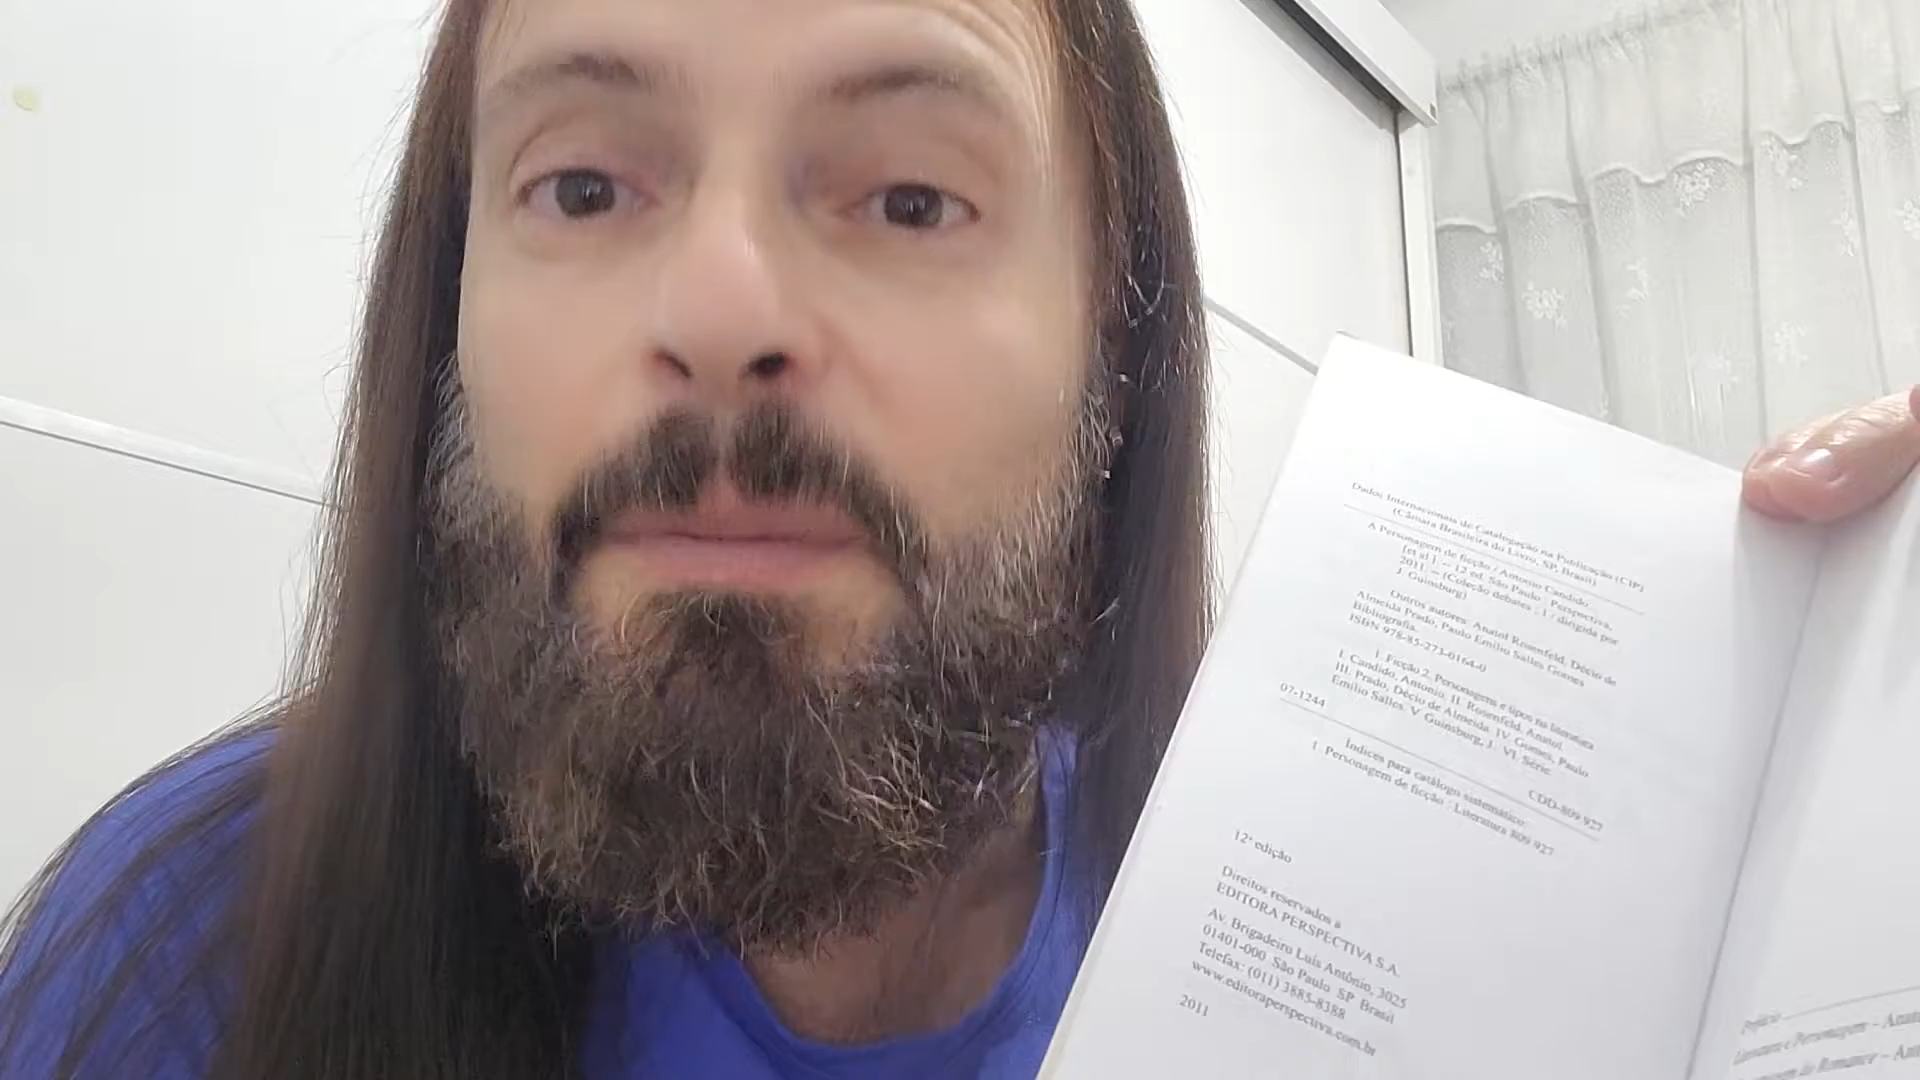 Dados Internacionais de Catalogação na Publicação (CIP)
(Câmara Brasileira do Livro, SP, Brasil)
A Personagem de ficção / Antonio Candido
[et al ]. -- 12 ed. São Paulo : Perspectiva,
2011. -- (Coleção debates ; 1 / dirigida por
J. Guinsburg)
Outros autores: Anatol Rosenfeld, Décio de
Almeida Prado, Paulo Emílio Salles Gomes
Bibliografia.
ISBN 978-85-273-0164-0
1. Ficção 2. Personagens e tipos na literatura
I. Candido, Antonio. II. Rosenfeld, Anatol.
III. Prado, Décio de Almeida. IV. Gomes, Paulo
Emílio Salles. V. Guinsburg, J. VI. Série.
07-1244
CDD-809.927
Índices para catálogo sistemático:
1. Personagem de ficção : Literatura 809.927
12ª edição
Direitos reservados à
EDITORA PERSPECTIVA S.A.
Av. Brigadeiro Luís Antônio, 3025
01401-000 São Paulo SP Brasil
Telefax: (011) 3885-8388
www.editoraperspectiva.com.br
2011
Prefácio
Literatura e Personagem –
do Romance –